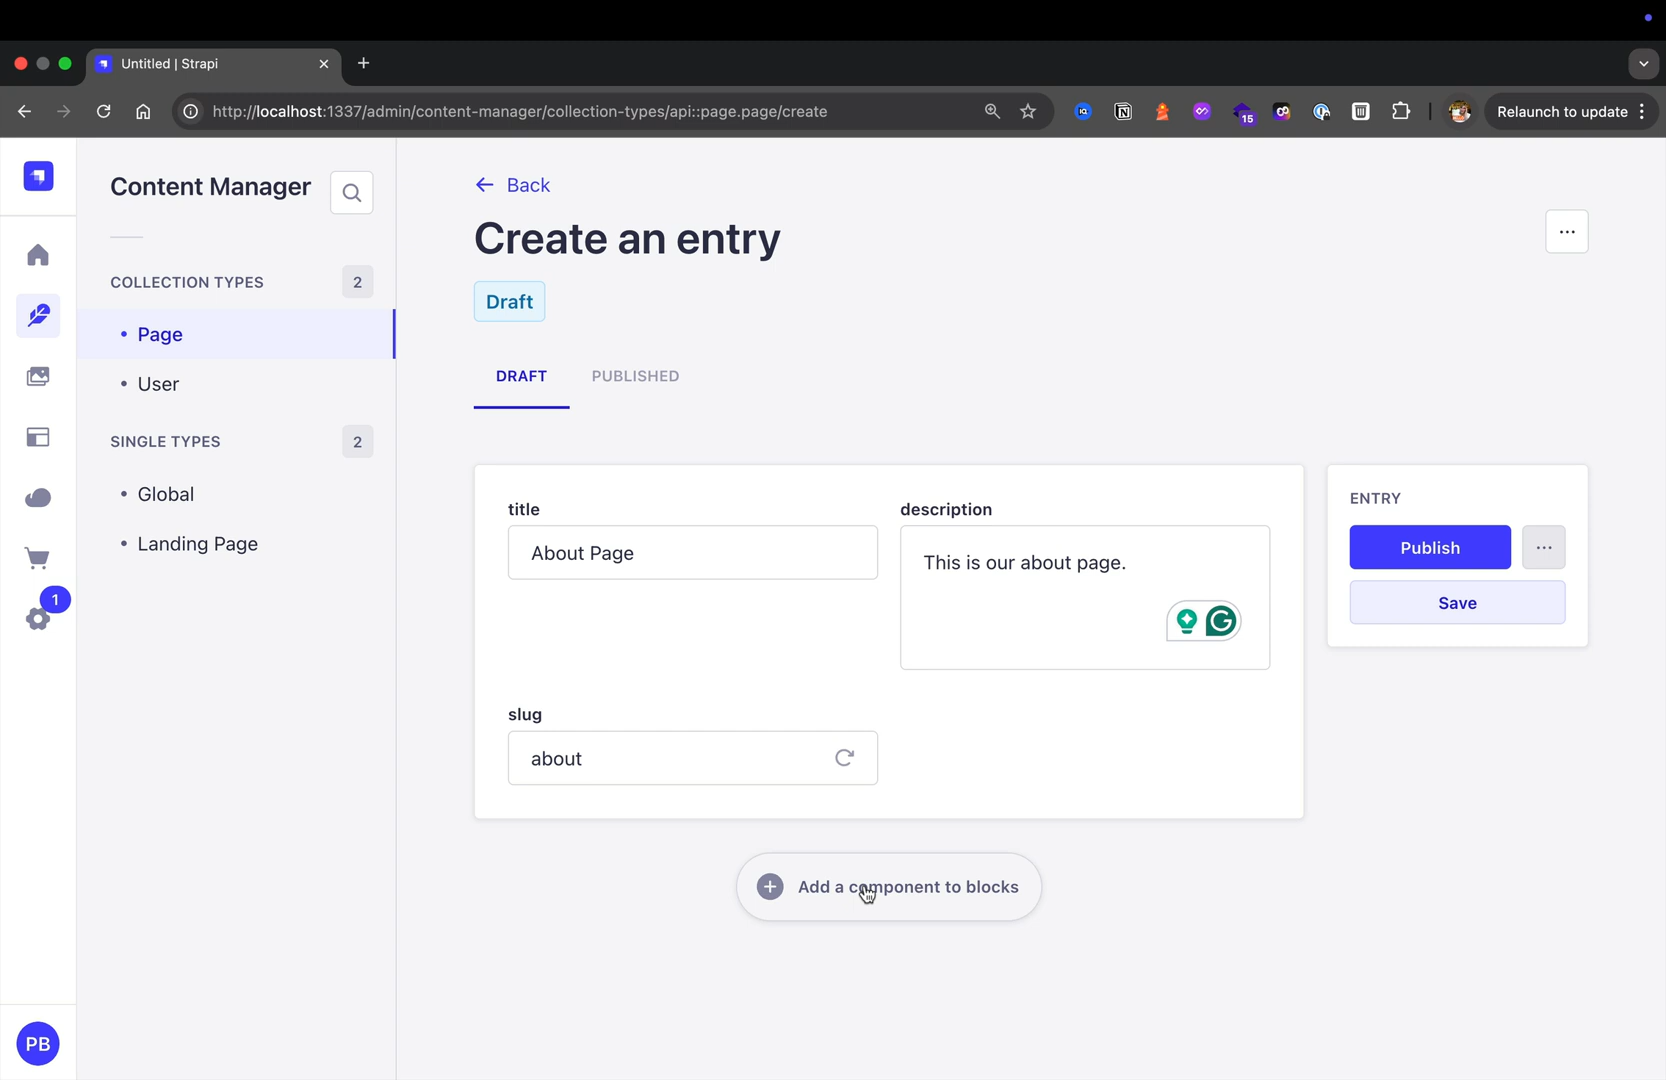 Untitled | Strapi
http://localhost:1337/admin/content-manager/collection-types/api::page.page/create
15
Relaunch to update
Content Manager
COLLECTION TYPES
2
Page
User
SINGLE TYPES
2
Global
Landing Page
1
PB
Back
Create an entry
Draft
DRAFT
PUBLISHED
title
About Page
description
This is our about page.
slug
about
Add a component to blocks
ENTRY
Publish
Save